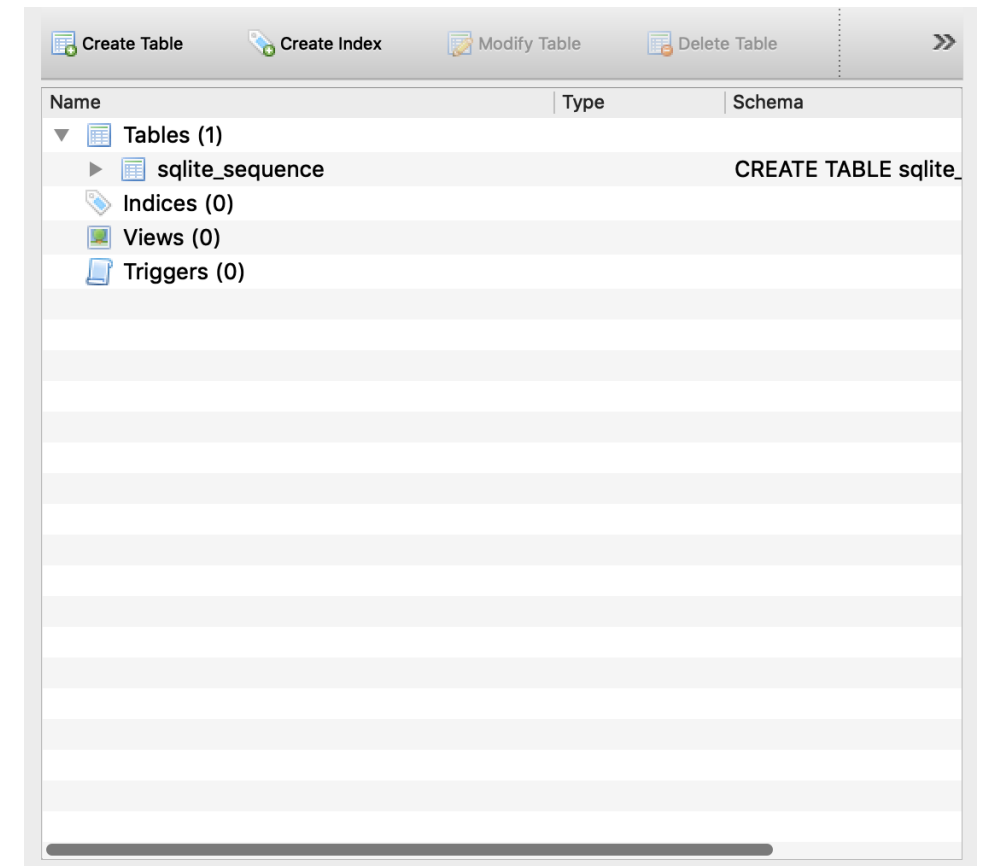 Create Table Create Index Modify Table Delete Table
Name Type Schema
Tables (1)
sqlite_sequence CREATE TABLE sqlite_
Indices (0)
Views (0)
Triggers (0)